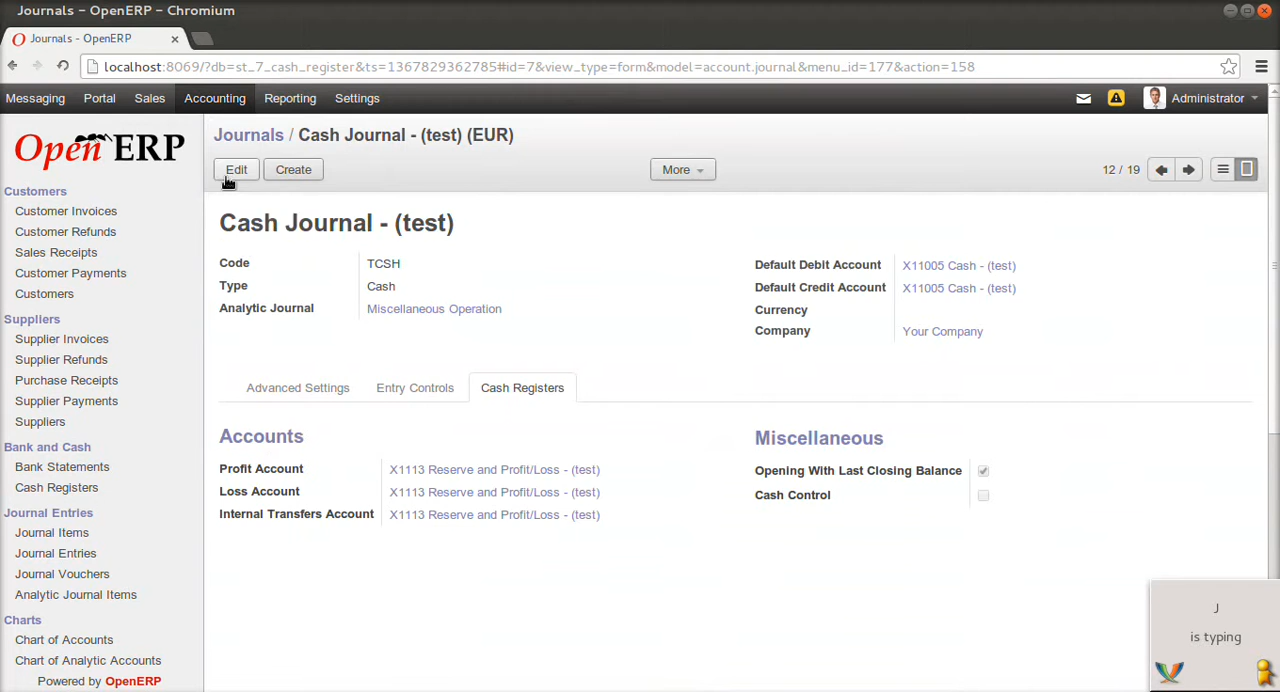 Journals - OpenERP - Chromium
Journals - OpenERP
localhost:8069/?db=st_7_cash_register&ts=1367829362785#id=7&view_type=form&model=account.journal&menu_id=177&action=158
Messaging Portal Sales Accounting Reporting Settings Administrator
Open ERP
Customers
Customer Invoices
Customer Refunds
Sales Receipts
Customer Payments
Customers
Suppliers
Supplier Invoices
Supplier Refunds
Purchase Receipts
Supplier Payments
Suppliers
Bank and Cash
Bank Statements
Cash Registers
Journal Entries
Journal Items
Journal Entries
Journal Vouchers
Analytic Journal Items
Charts
Chart of Accounts
Chart of Analytic Accounts
Powered by OpenERP
Journals / Cash Journal - (test) (EUR)
Edit Create More 12 / 19
Cash Journal - (test)
Code TCSH
Type Cash
Analytic Journal Miscellaneous Operation
Default Debit Account X11005 Cash - (test)
Default Credit Account X11005 Cash - (test)
Currency
Company Your Company
Advanced Settings Entry Controls Cash Registers
Accounts
Profit Account X1113 Reserve and Profit/Loss - (test)
Loss Account X1113 Reserve and Profit/Loss - (test)
Internal Transfers Account X1113 Reserve and Profit/Loss - (test)
Miscellaneous
Opening With Last Closing Balance
Cash Control
J
is typing